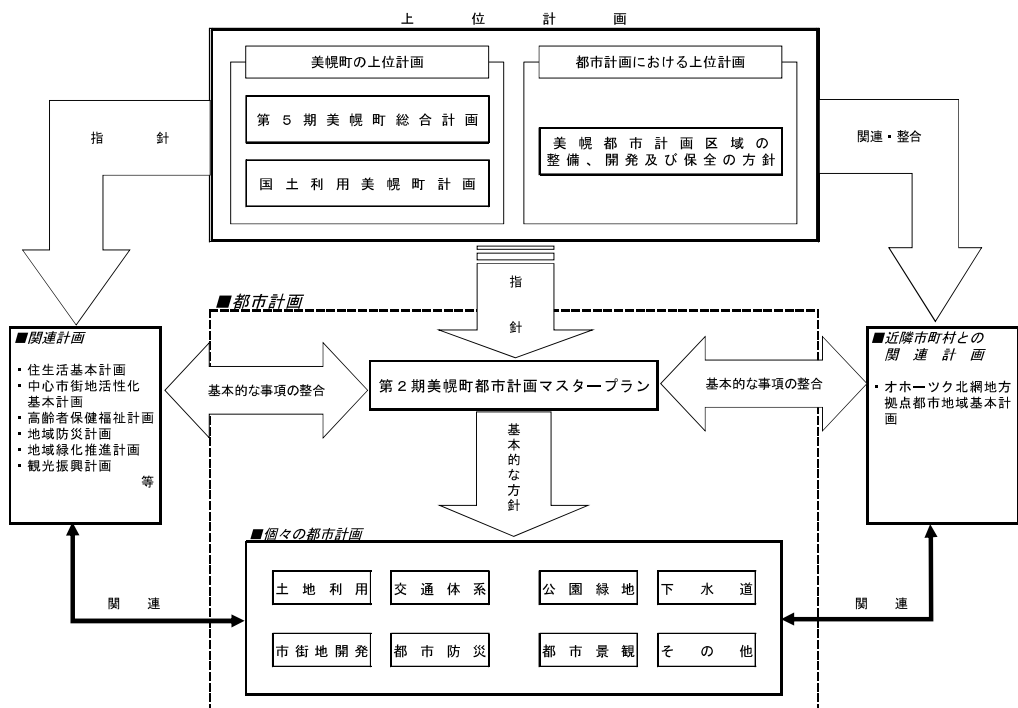 上位計画
美幌町の上位計画
第５期美幌町総合計画
国土利用美幌町計画
都市計画における上位計画
美幌都市計画区域の
整備、開発及び保全の方針
指針
関連・整合
指針
■都市計画
■関連計画
・住生活基本計画
・中心市街地活性化
基本計画
・高齢者保健福祉計画
・地域防災計画
・地域緑化推進計画
・観光振興計画
等
基本的な事項の整合
第２期美幌町都市計画マスタープラン
基本的な事項の整合
■近隣市町村との
関連計画
・オホーツク北網地方
拠点都市地域基本計
画
基本的な方針
■個々の都市計画
土地利用
交通体系
公園緑地
下水道
市街地開発
都市防災
都市景観
その他
関連
関連